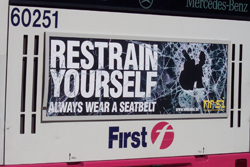 Mercedes-Benz
60251
RESTRAIN
YOURSELF
ALWAYS WEAR A SEATBELT
First